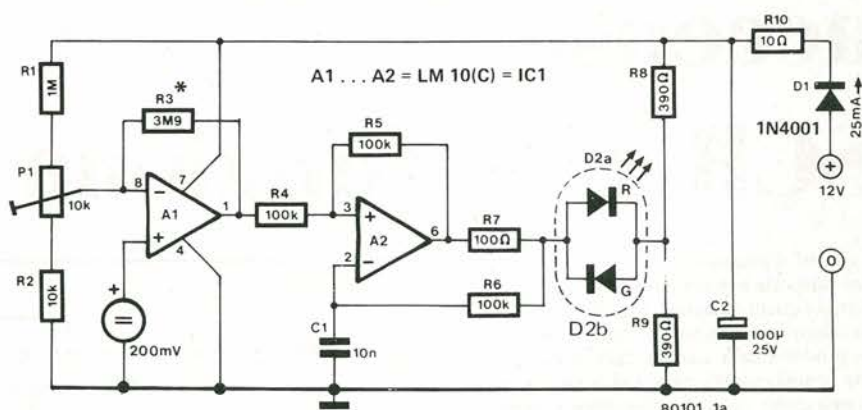 R1
1M
R3 *
3M9
A1 . . . A2 = LM 10(C) = IC1
R10
10Ω
R8
390Ω
D1
1N4001
25mA
12V
P1
10k
8
7
A1
1
4
+
−
R4
100k
R5
100k
3
+
2
−
A2
6
R7
100Ω
R6
100k
D2a
R
G
D2b
R2
10k
+
200mV
C1
10n
R9
390Ω
C2
100µ
25V
+
0
80101 1a